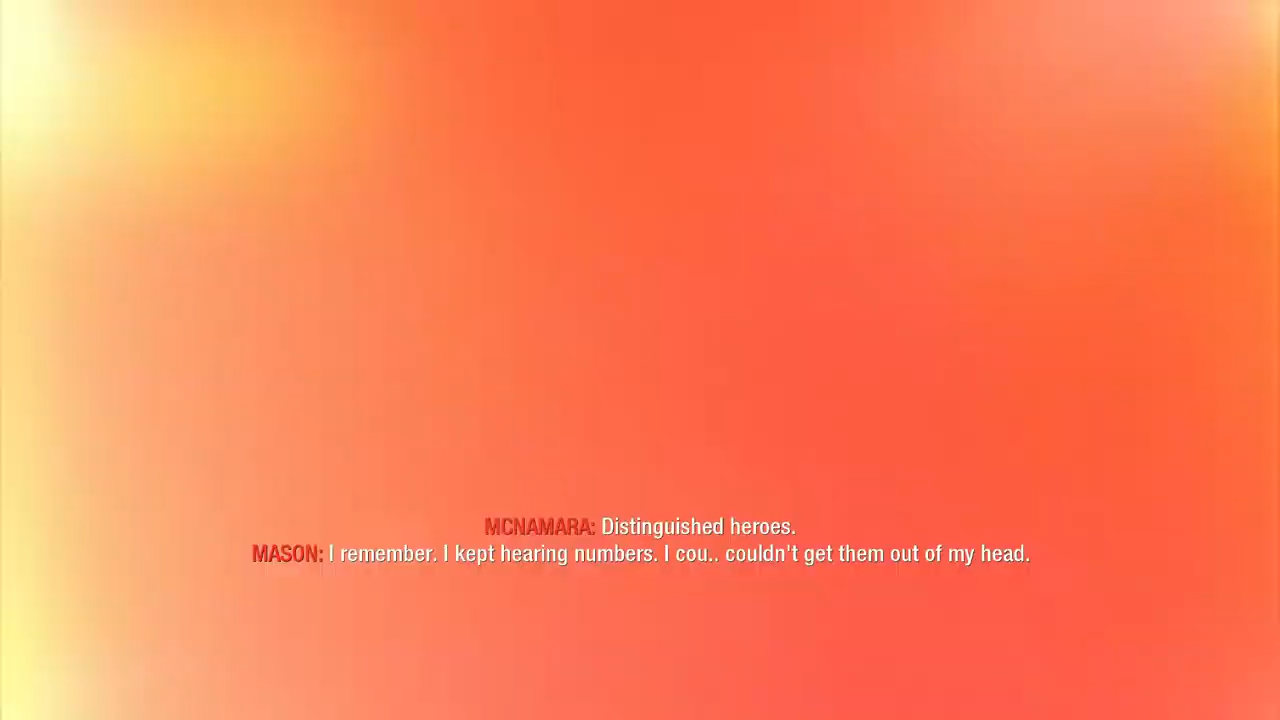 MCNAMARA: Distinguished heroes.
MASON: I remember. I kept hearing numbers. I cou.. couldn't get them out of my head.